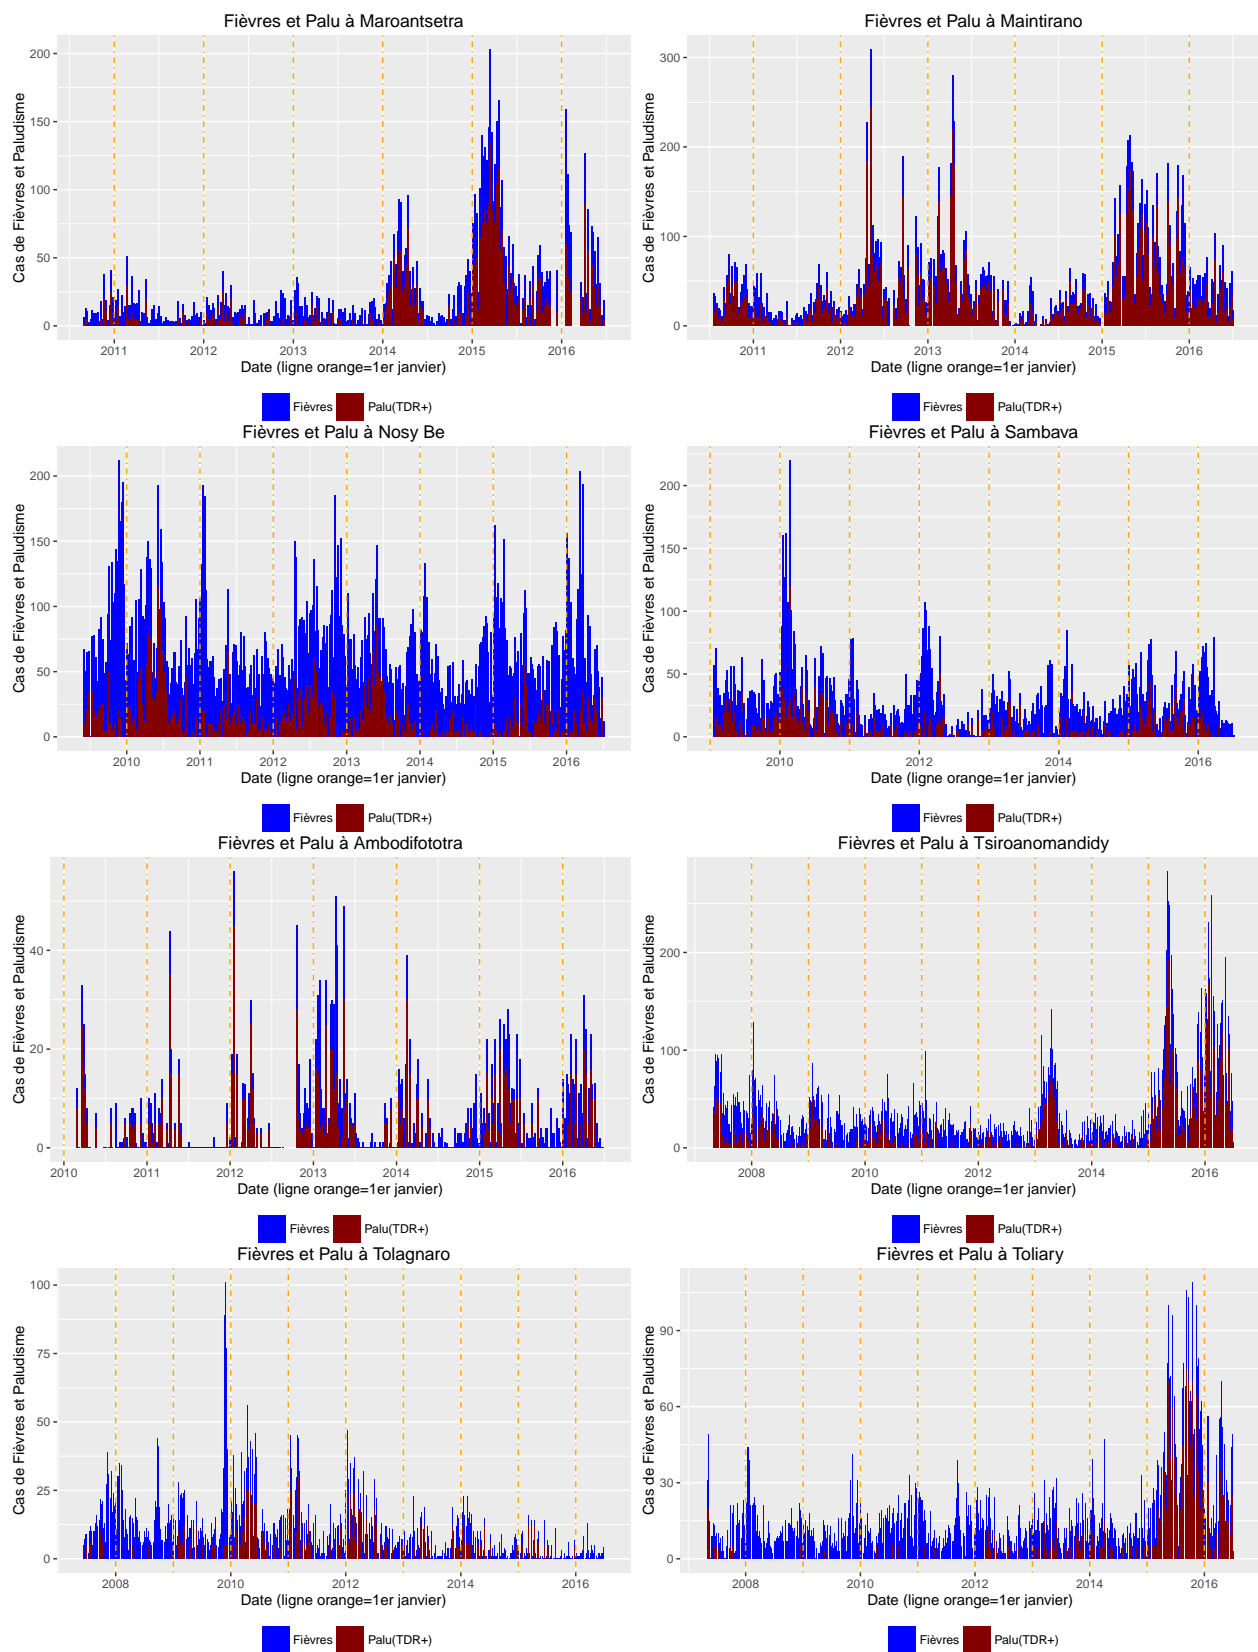 Fièvres et Palu à Maroantsetra
Cas de Fièvres et Paludisme
200
150
100
50
0
2011 2012 2013 2014 2015 2016
Date (ligne orange=1er janvier)
Fièvres Palu(TDR+)
Fièvres et Palu à Maintirano
Cas de Fièvres et Paludisme
300
200
100
0
2011 2012 2013 2014 2015 2016
Date (ligne orange=1er janvier)
Fièvres Palu(TDR+)
Fièvres et Palu à Nosy Be
Cas de Fièvres et Paludisme
200
150
100
50
0
2010 2011 2012 2013 2014 2015 2016
Date (ligne orange=1er janvier)
Fièvres Palu(TDR+)
Fièvres et Palu à Sambava
Cas de Fièvres et Paludisme
200
150
100
50
0
2010 2012 2014 2016
Date (ligne orange=1er janvier)
Fièvres Palu(TDR+)
Fièvres et Palu à Ambodifototra
Cas de Fièvres et Paludisme
40
20
0
2010 2011 2012 2013 2014 2015 2016
Date (ligne orange=1er janvier)
Fièvres Palu(TDR+)
Fièvres et Palu à Tsiroanomandidy
Cas de Fièvres et Paludisme
200
100
0
2008 2010 2012 2014 2016
Date (ligne orange=1er janvier)
Fièvres Palu(TDR+)
Fièvres et Palu à Tolagnaro
Cas de Fièvres et Paludisme
100
75
50
25
0
2008 2010 2012 2014 2016
Date (ligne orange=1er janvier)
Fièvres Palu(TDR+)
Fièvres et Palu à Toliary
Cas de Fièvres et Paludisme
90
60
30
0
2008 2010 2012 2014 2016
Date (ligne orange=1er janvier)
Fièvres Palu(TDR+)